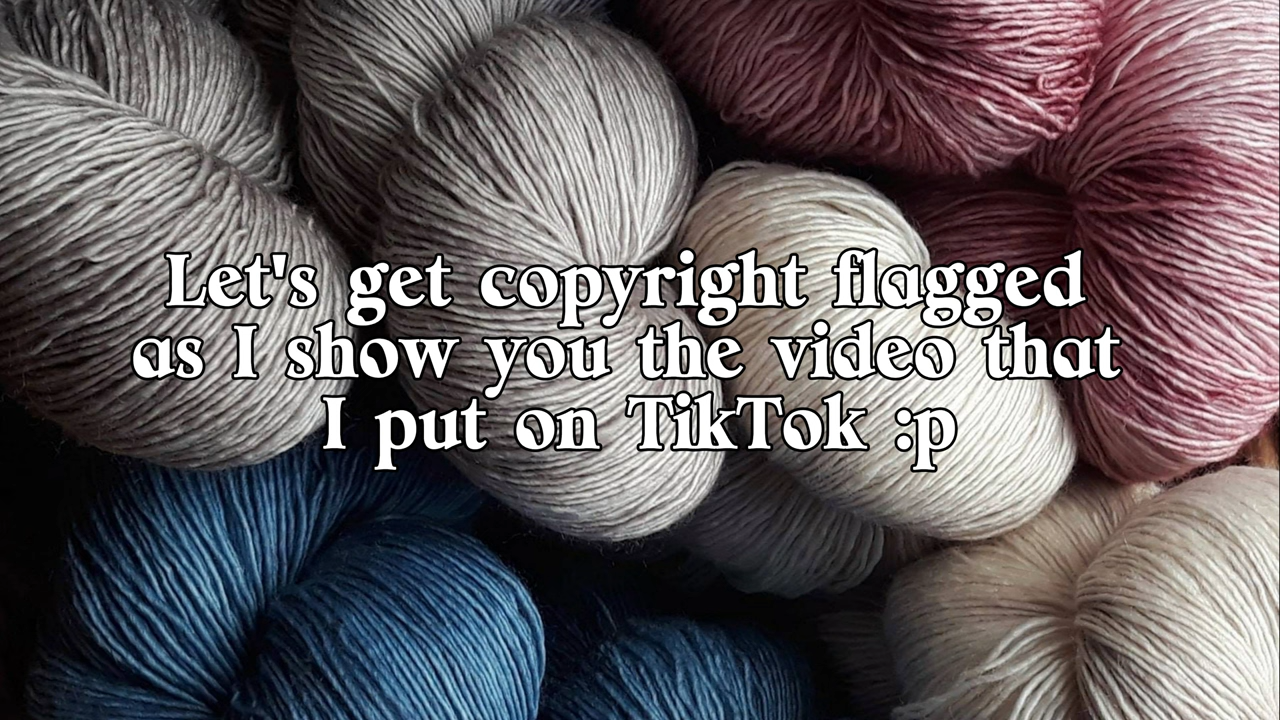 Let's get copyright flagged
as I show you the video that
I put on TikTok :p